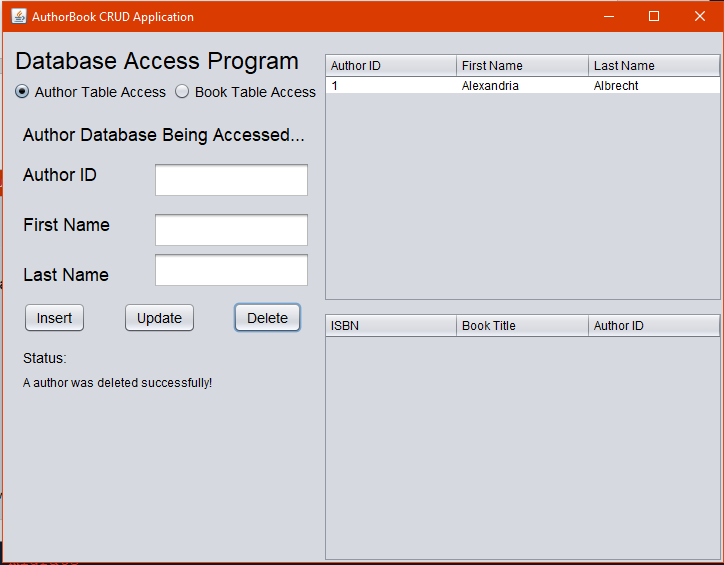 AuthorBook CRUD Application
Database Access Program
Author Table Access Book Table Access
Author Database Being Accessed...
Author ID
First Name
Last Name
Insert Update Delete
Status:
A author was deleted successfully!
Author ID First Name Last Name
1 Alexandria Albrecht
ISBN Book Title Author ID